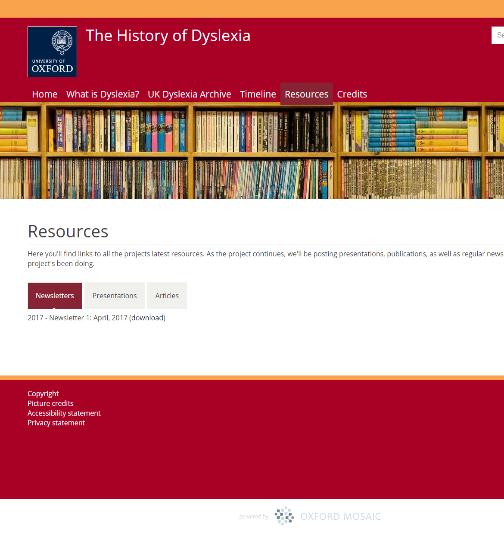 The History of Dyslexia
UNIVERSITY OF
OXFORD
Se
Home What is Dyslexia? UK Dyslexia Archive Timeline Resources Credits
Resources
Here you'll find links to all the projects latest resources. As the project continues, we'll be posting presentations, publications, as well as regular news
project's been doing.
Newsletters Presentations Articles
2017 - Newsletter 1: April, 2017 (download)
Copyright
Picture credits
Accessibility statement
Privacy statement
powered by OXFORD MOSAIC